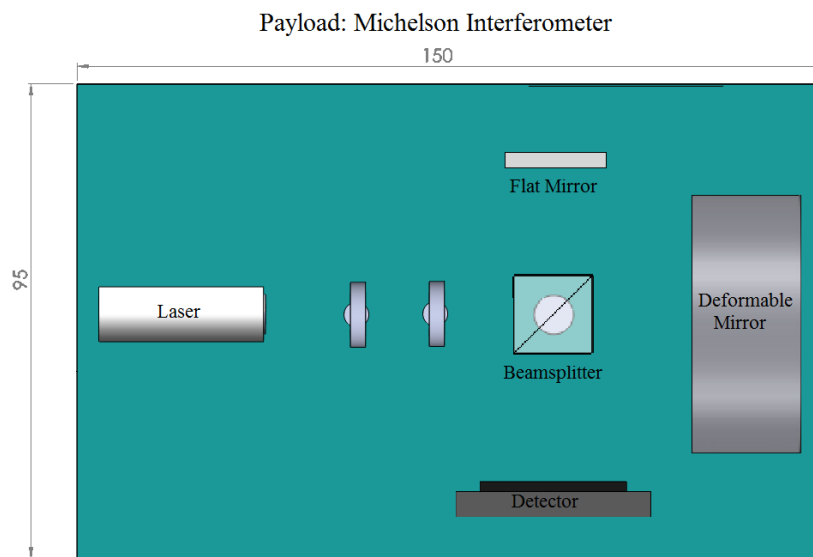 Payload: Michelson Interferometer
150
95
Flat Mirror
Laser
Deformable
Mirror
Beamsplitter
Detector